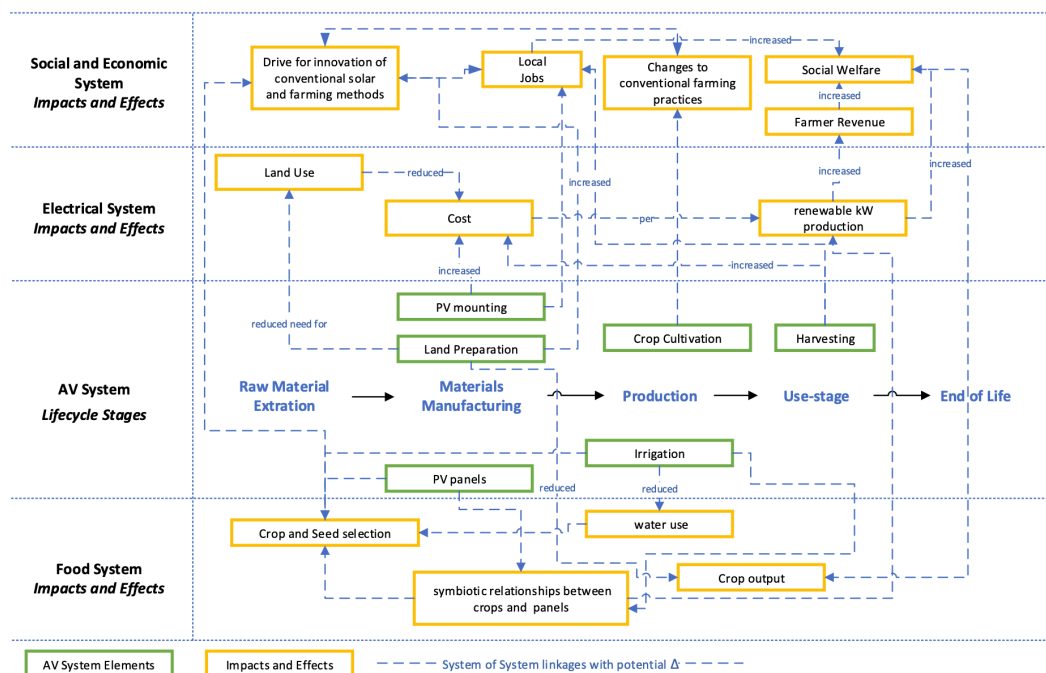 Social and Economic
System
Impacts and Effects
Drive for innovation of
conventional solar
and farming methods
Local
Jobs
Changes to
conventional farming
practices
increased
Social Welfare
increased
Farmer Revenue
Electrical System
Impacts and Effects
Land Use
reduced
Cost
increased
per
increased
increased
renewable kW
production
increased
increased
AV System
Lifecycle Stages
PV mounting
reduced need for
Land Preparation
Crop Cultivation
Harvesting
Raw Material
Extration
Materials
Manufacturing
Production
Use-stage
End of Life
Irrigation
PV panels
reduced
reduced
Food System
Impacts and Effects
Crop and Seed selection
water use
symbiotic relationships between
crops and panels
Crop output
AV System Elements
Impacts and Effects
System of System linkages with potential Δ